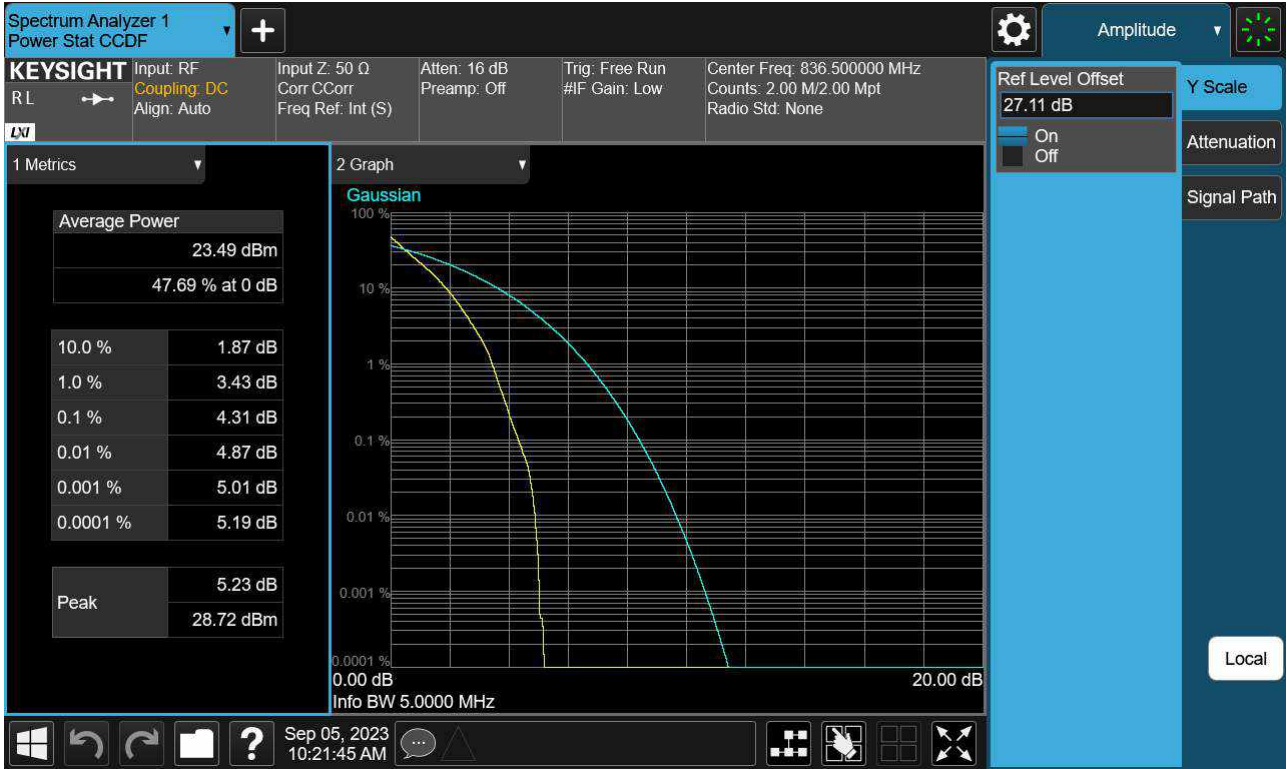 Spectrum Analyzer 1
Power Stat CCDF
Amplitude
KEYSIGHT
R L
LXI
Input: RF
Coupling: DC
Align: Auto
Input Z: 50 Ω
Corr CCorr
Freq Ref: Int (S)
Atten: 16 dB
Preamp: Off
Trig: Free Run
#IF Gain: Low
Center Freq: 836.500000 MHz
Counts: 2.00 M/2.00 Mpt
Radio Std: None
Ref Level Offset
27.11 dB
On
Off
Y Scale
Attenuation
Signal Path
Local
1 Metrics
Average Power
23.49 dBm
47.69 % at 0 dB
10.0 % 1.87 dB
1.0 % 3.43 dB
0.1 % 4.31 dB
0.01 % 4.87 dB
0.001 % 5.01 dB
0.0001 % 5.19 dB
Peak
5.23 dB
28.72 dBm
2 Graph
Gaussian
100 %
10 %
1 %
0.1 %
0.01 %
0.001 %
0.0001 %
0.00 dB 20.00 dB
Info BW 5.0000 MHz
?
Sep 05, 2023
10:21:45 AM